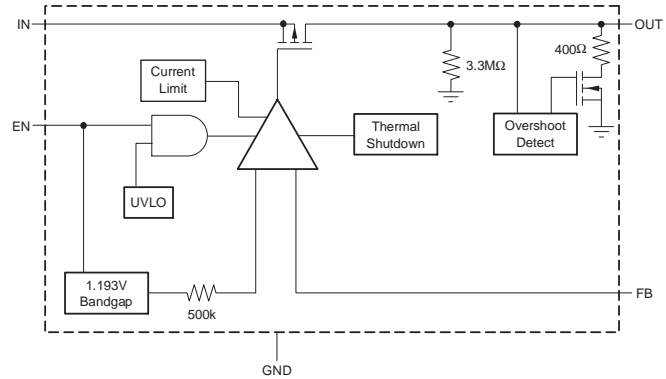 IN
OUT
400Ω
3.3MΩ
Current
Limit
EN
Thermal
Shutdown
Overshoot
Detect
UVLO
1.193V
Bandgap
500k
FB
GND